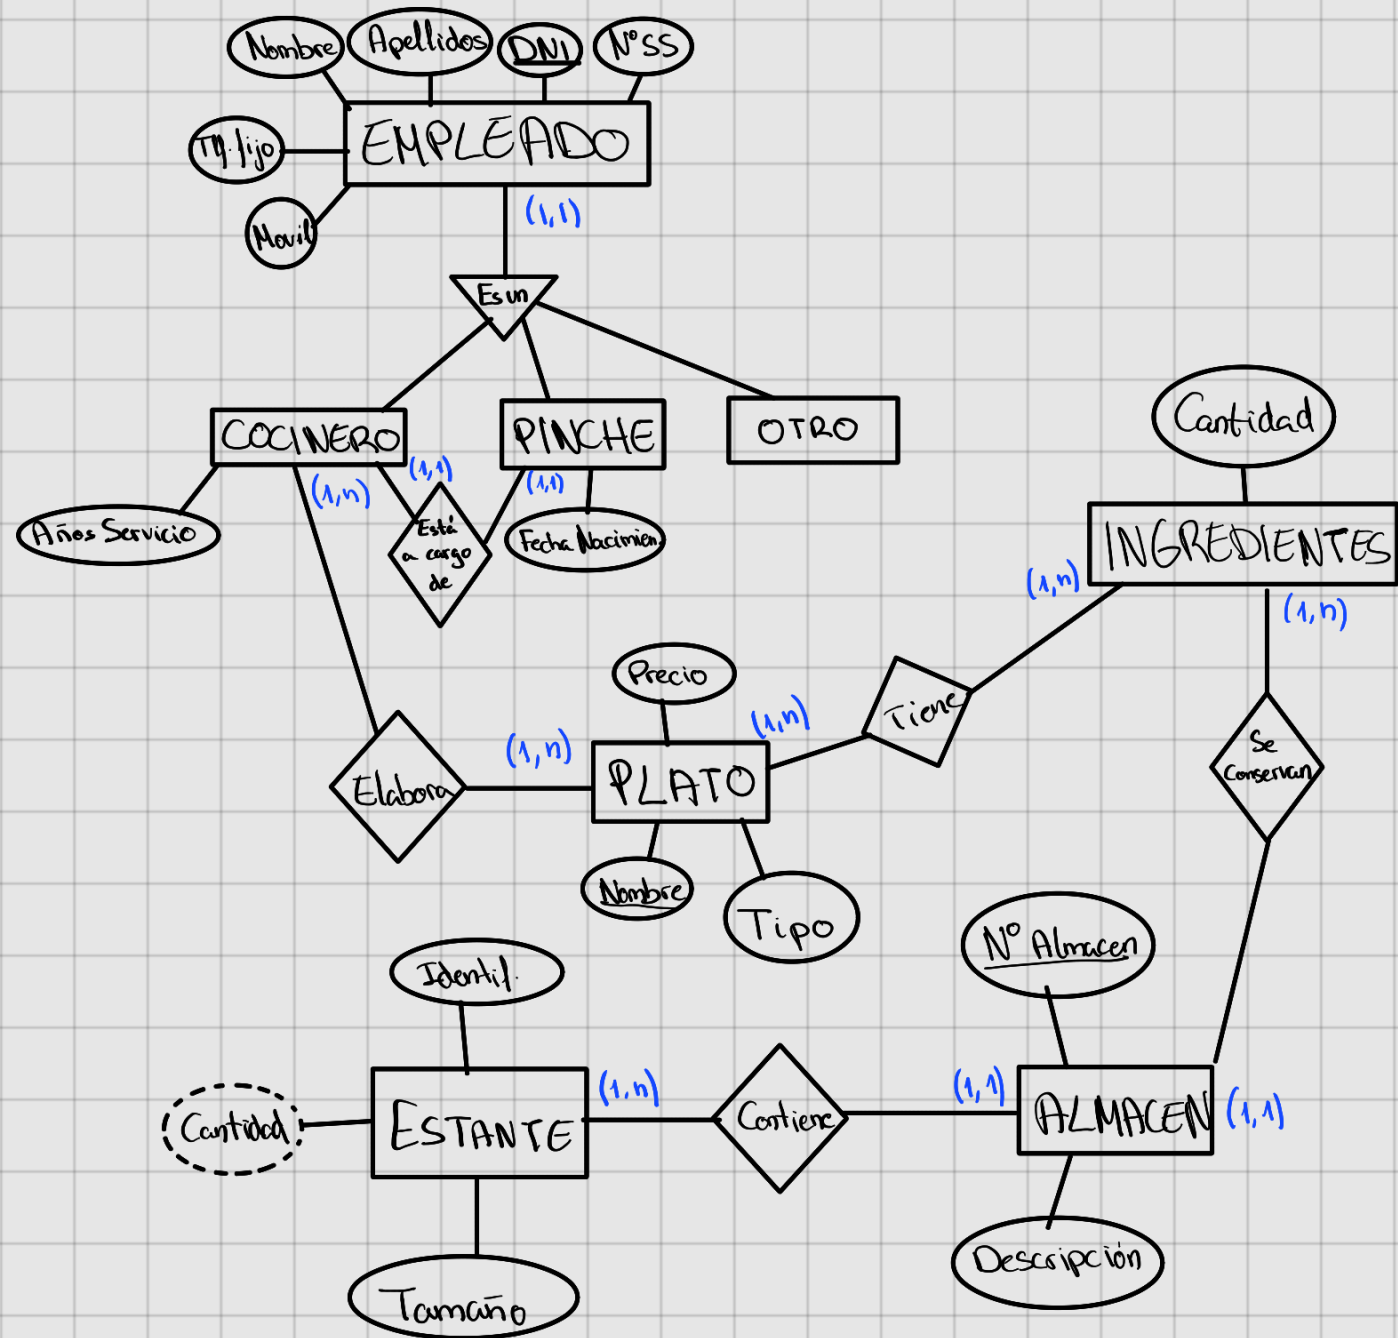 Nombre
Apellidos
DNI
NºSS
EMPLEADO
Tlf. fijo
Movil
(1,1)
Es un
COCINERO
PINCHE
OTRO
(1,n)
(1,1)
(1,1)
Años Servicio
Está
a cargo
de
Fecha Nacimien.
Cantidad
INGREDIENTES
(1,n)
(1,n)
Precio
Tiene
(1,n)
(1,n)
Elabora
PLATO
Se
Conservan
Nombre
Tipo
Nº Almacen
Identif.
Cantidad
ESTANTE
(1,n)
Contiene
(1,1)
ALMACEN
(1,1)
Tamaño
Descripción